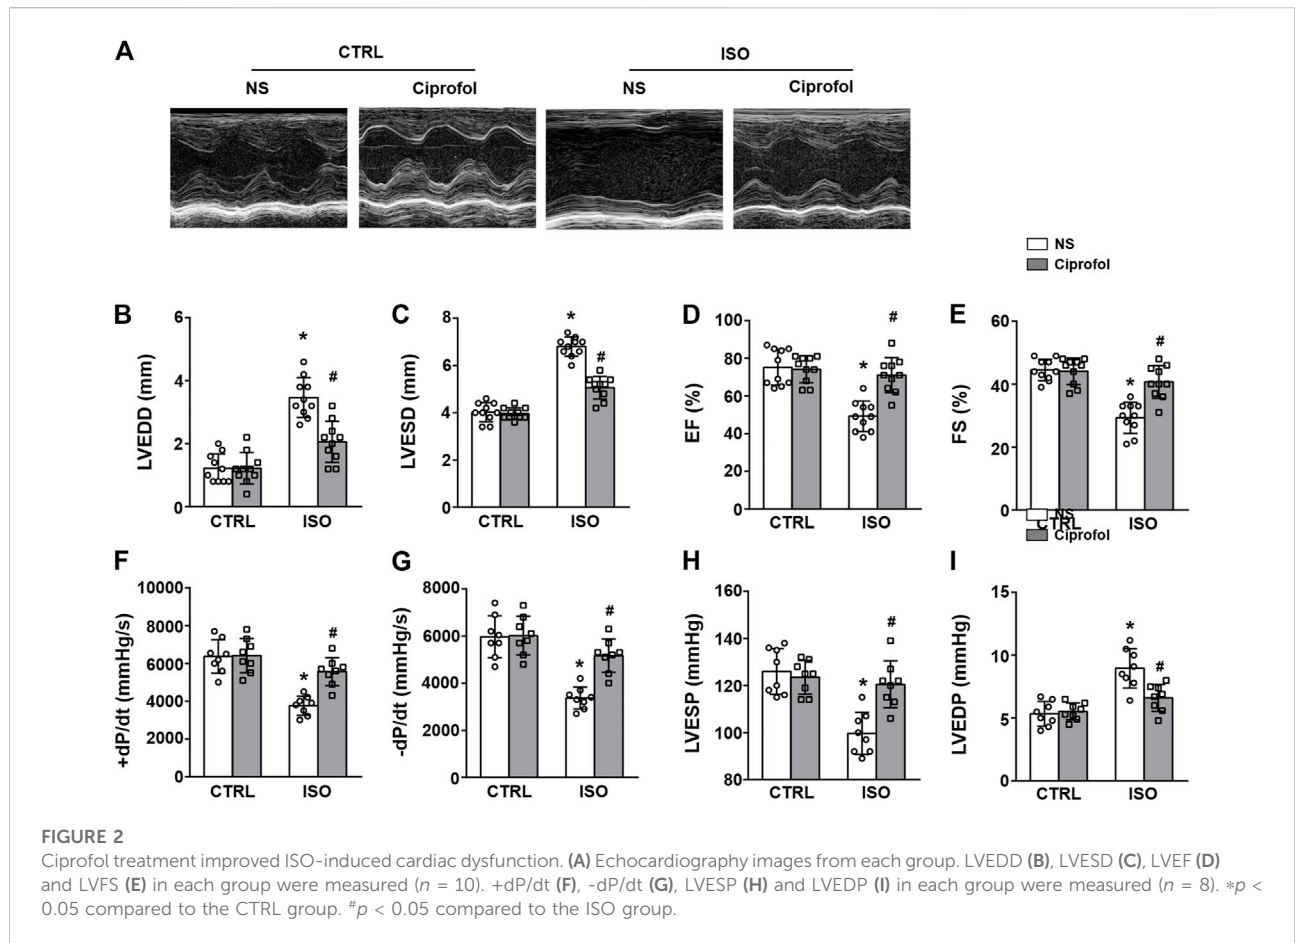 A
CTRL
ISO
NS
Ciprofol
NS
Ciprofol
NS
Ciprofol
B
LVEDD (mm)
6
4
2
0
*
#
CTRL
ISO
C
LVESD (mm)
8
6
4
2
0
*
#
CTRL
ISO
D
EF (%)
100
80
60
40
20
0
*
#
CTRL
ISO
E
FS (%)
60
40
20
0
*
#
CTRL
ISO
NS
Ciprofol
F
+dP/dt (mmHg/s)
10000
8000
6000
4000
2000
0
*
#
CTRL
ISO
G
-dP/dt (mmHg/s)
8000
6000
4000
2000
0
*
#
CTRL
ISO
H
LVESP (mmHg)
160
140
120
100
80
*
#
CTRL
ISO
I
LVEDP (mmHg)
15
10
5
0
*
#
CTRL
ISO
FIGURE 2
Ciprofol treatment improved ISO-induced cardiac dysfunction. (A) Echocardiography images from each group. LVEDD (B), LVESD (C), LVEF (D)
and LVFS (E) in each group were measured (n = 10). +dP/dt (F), -dP/dt (G), LVESP (H) and LVEDP (I) in each group were measured (n = 8). *p <
0.05 compared to the CTRL group. #p < 0.05 compared to the ISO group.